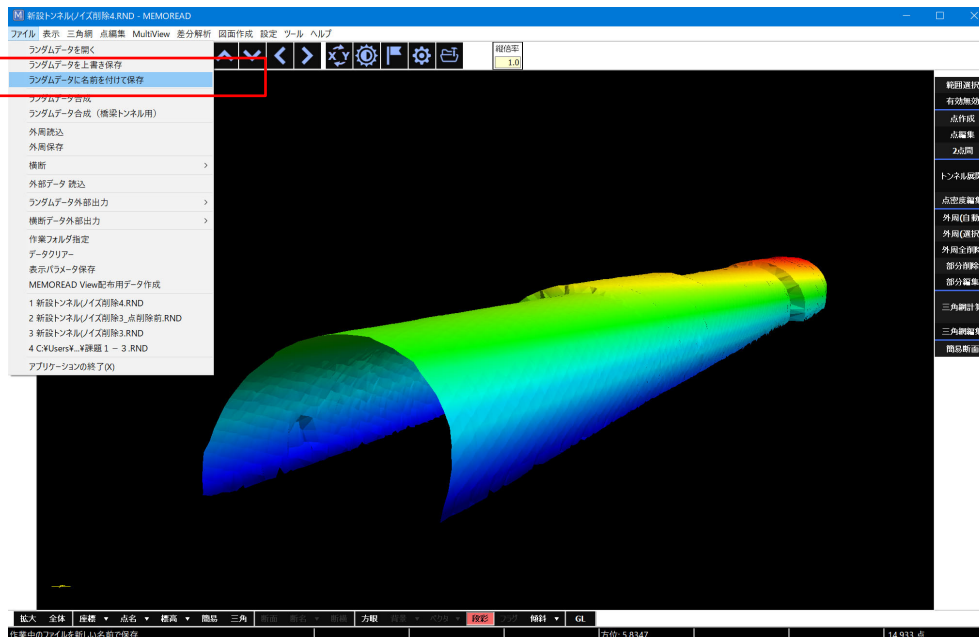 新設トンネル(ノイズ削除4.RND - MEMOREAD
ファイル 表示 三角網 点編集 MultiView 差分解析 図面作成 設定 ツール ヘルプ
ランダムデータを開く
ランダムデータを上書き保存
ランダムデータに名前を付けて保存
ランダムデータ合成
ランダムデータ合成（橋梁トンネル用）
外周読込
外周保存
横断
外部データ 読込
ランダムデータ外部出力
横断データ外部出力
作業フォルダ指定
データクリアー
表示パラメータ保存
MEMOREAD View配布用データ作成
1 新設トンネル(ノイズ削除4.RND
2 新設トンネル(ノイズ削除3_点削除前.RND
3 新設トンネル(ノイズ削除3.RND
4 C:¥Users¥...¥課題１－３.RND
アプリケーションの終了(X)
縦倍率
1.0
範囲選択
有効無効
点作成
点編集
2点間
トンネル展開
点密度編集
外周(自動
外周(選択
外周全削除
部分削除
部分編集
三角網計算
三角網編集
簡易断面
拡大 全体 座標 点名 標高 簡易 三角 断面 断名 断高 方眼 背景 ベクタ 段彩 コンタ 傾斜 GL
作業中のファイルを新しい名前で保存
方位: 5.8347
14,933 点